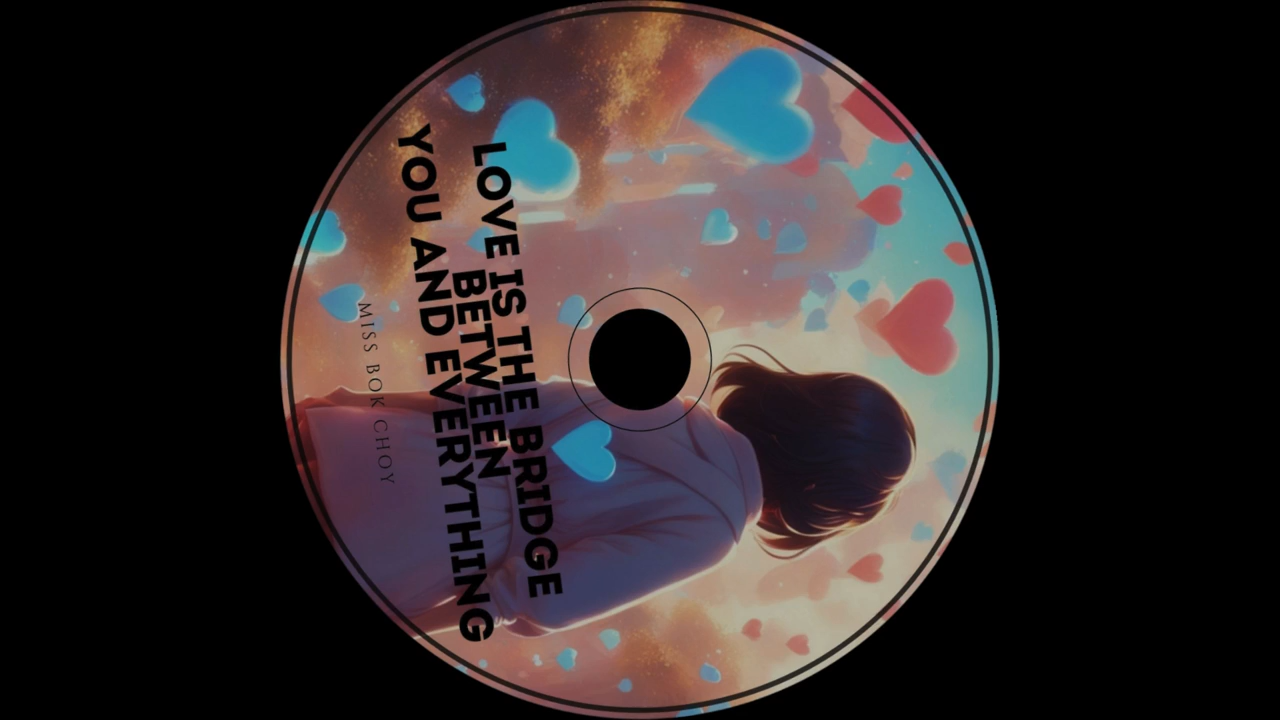 LOVE IS THE BRIDGE
BETWEEN
YOU AND EVERYTHING
MISS BOK CHOY